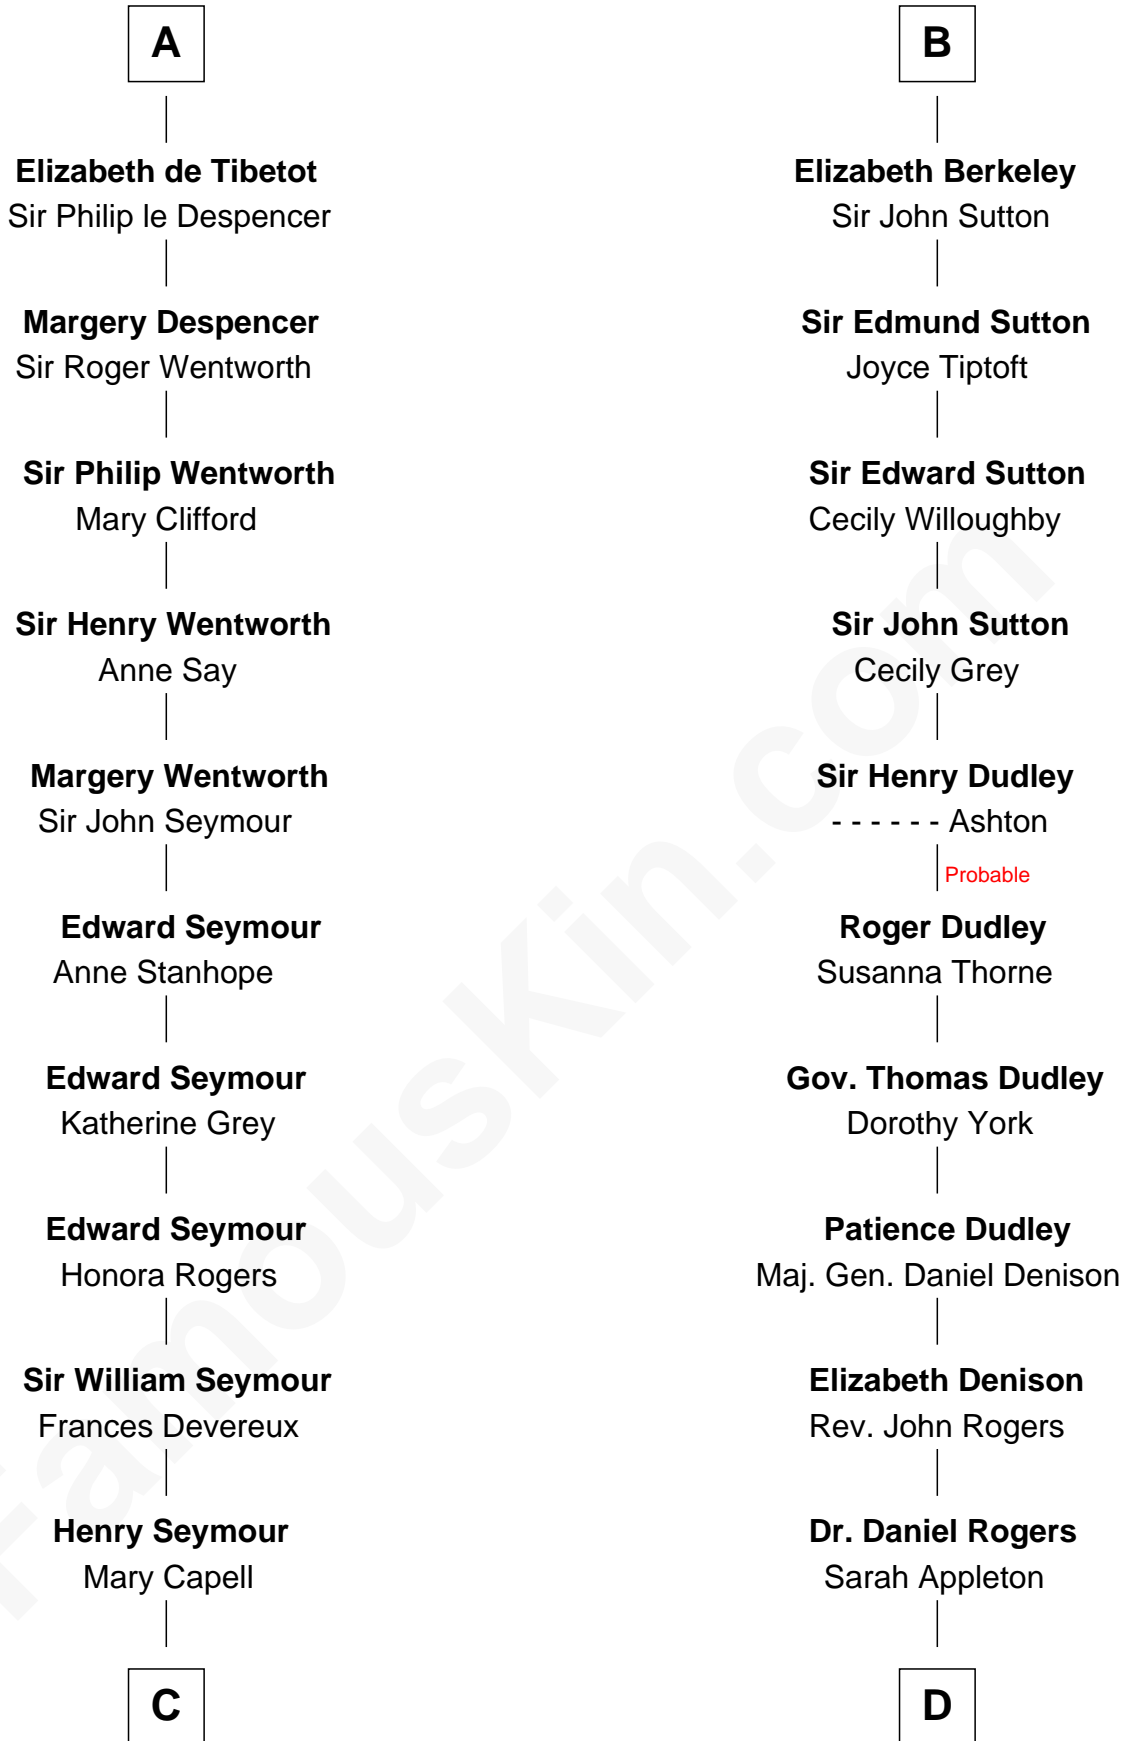 A
Elizabeth de Tibetot
Sir Philip le Despencer
Margery Despencer
Sir Roger Wentworth
Sir Philip Wentworth
Mary Clifford
Sir Henry Wentworth
Anne Say
Margery Wentworth
Sir John Seymour
Edward Seymour
Anne Stanhope
Edward Seymour
Katherine Grey
Edward Seymour
Honora Rogers
Sir William Seymour
Frances Devereux
Henry Seymour
Mary Capell
C
B
Elizabeth Berkeley
Sir John Sutton
Sir Edmund Sutton
Joyce Tiptoft
Sir Edward Sutton
Cecily Willoughby
Sir John Sutton
Cecily Grey
Sir Henry Dudley
- - - - - - Ashton
Probable
Roger Dudley
Susanna Thorne
Gov. Thomas Dudley
Dorothy York
Patience Dudley
Maj. Gen. Daniel Denison
Elizabeth Denison
Rev. John Rogers
Dr. Daniel Rogers
Sarah Appleton
D
FamousKin.com